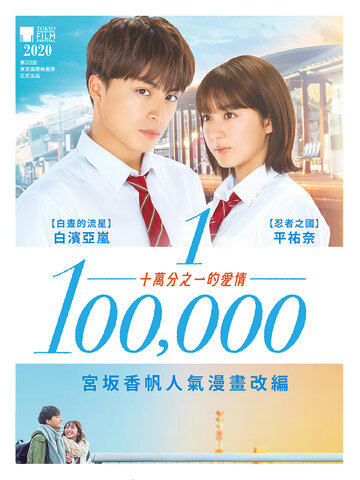 TOKYO
FILM
2020
第33回
東京国際映画祭
正式出品
【白晝的流星】
白濱亞嵐
【忍者之國】
平祐奈
1
十萬分之一的愛情
100,000
宮坂香帆人氣漫畫改編